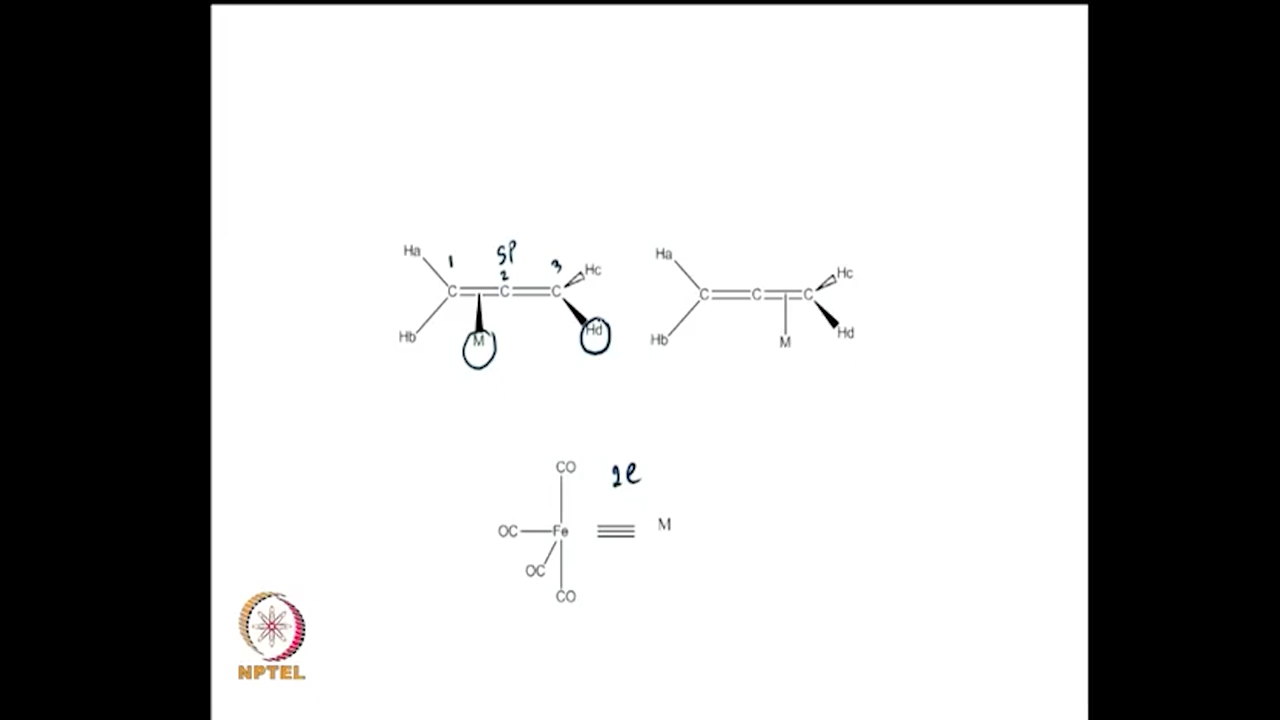 Ha 1 SP 2 3 Hc
C C C
Hb M Hd
Ha Hc
C C C
Hb M Hd
CO 2e
OC Fe M
OC
CO
NPTEL